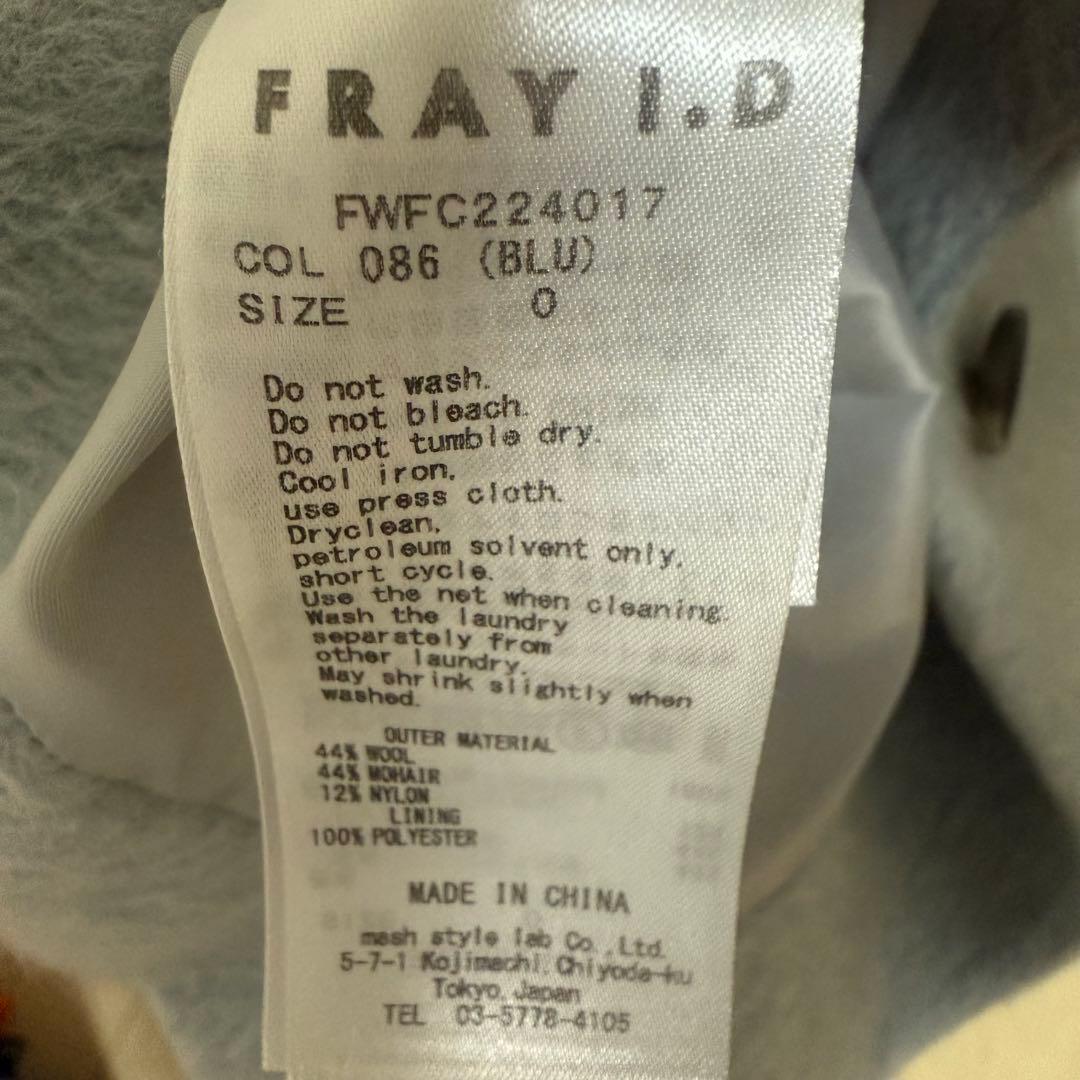 FRAY I.D
FWFC224017
COL 086 (BLU)
SIZE 0
Do not wash.
Do not bleach.
Do not tumble dry.
Cool iron.
use press cloth.
Dryclean.
petroleum solvent only.
short cycle.
Use the net when cleaning.
Wash the laundry
separately from
other laundry.
May shrink slightly when
washed.
OUTER MATERIAL
44% WOOL
44% MOHAIR
12% NYLON
LINING
100% POLYESTER
MADE IN CHINA
mash style lab Co.,Ltd.
5-7-1 Kojimachi Chiyoda-ku
Tokyo.Japan
TEL 03-5778-4105